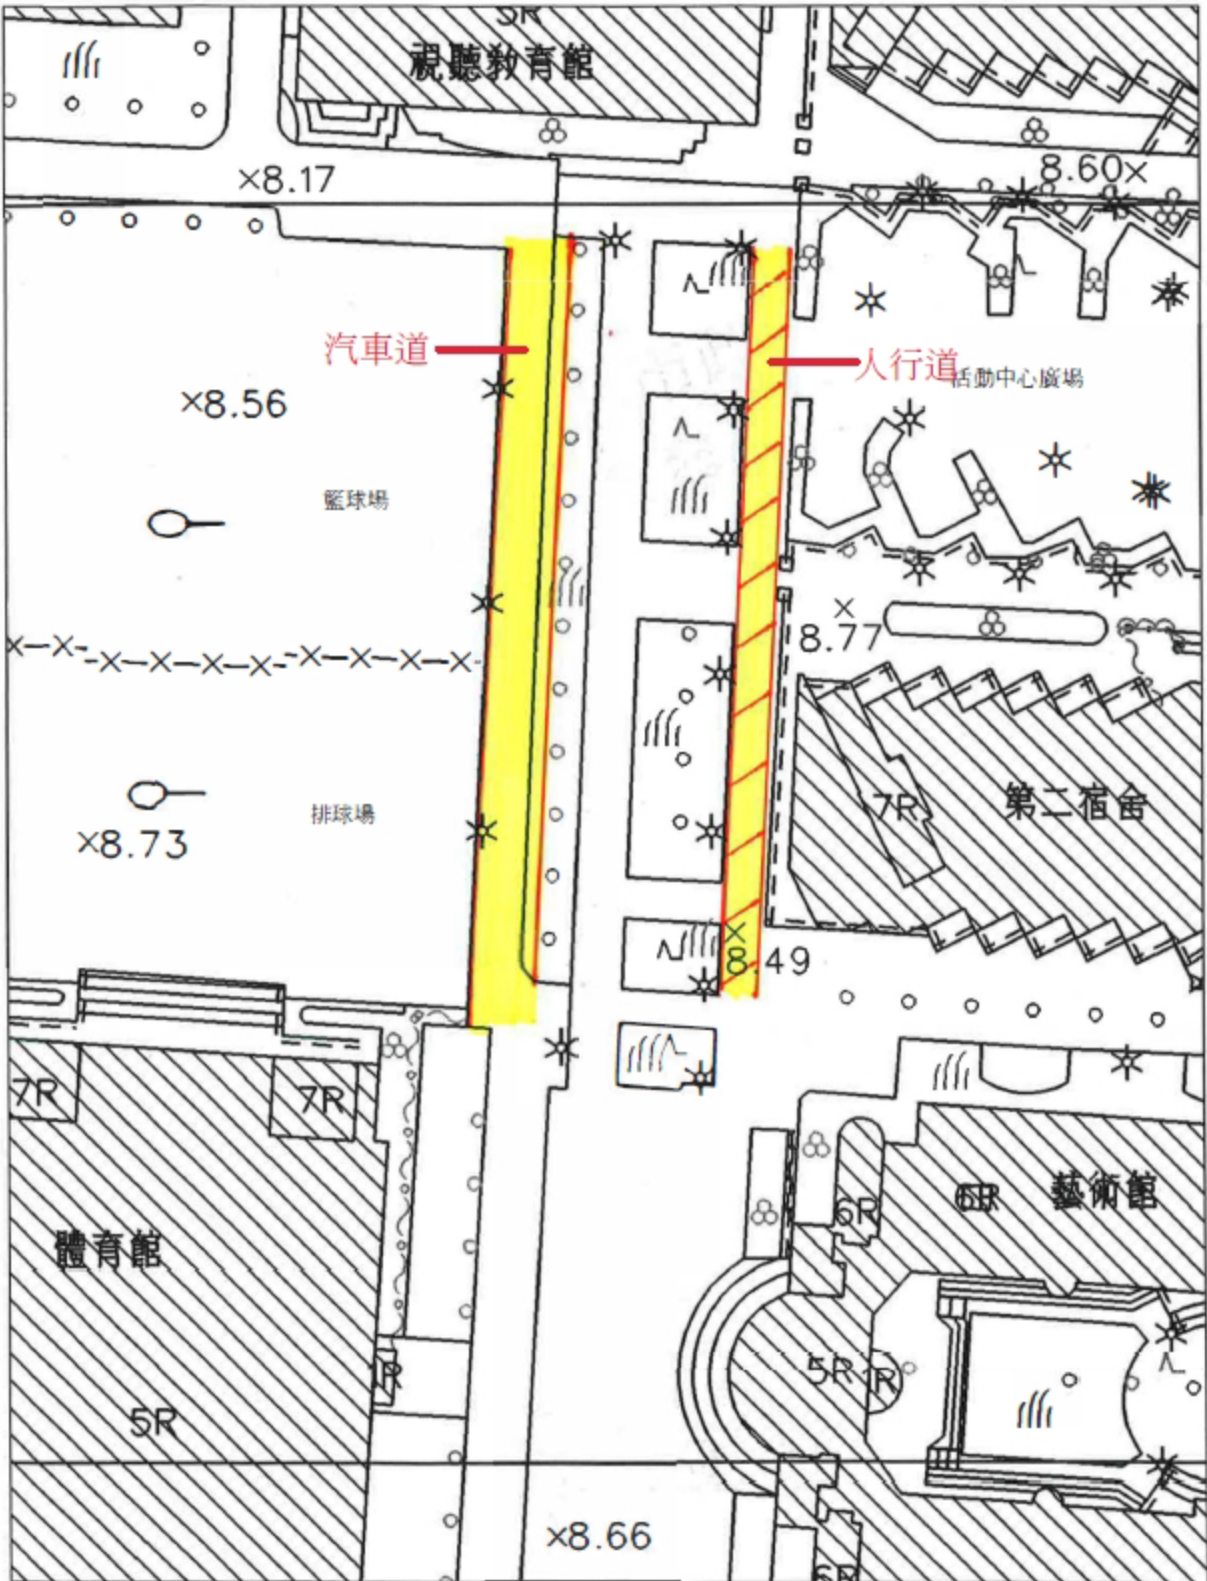 5R
視聽教育館
×8.17
8.60×
汽車道
人行道
活動中心廣場
×8.56
籃球場
8.77
排球場
×8.73
7R
第二宿舍
8.49
7R
7R
6R
6R
藝術館
體育館
5R
R
R
5R
×8.66
6R